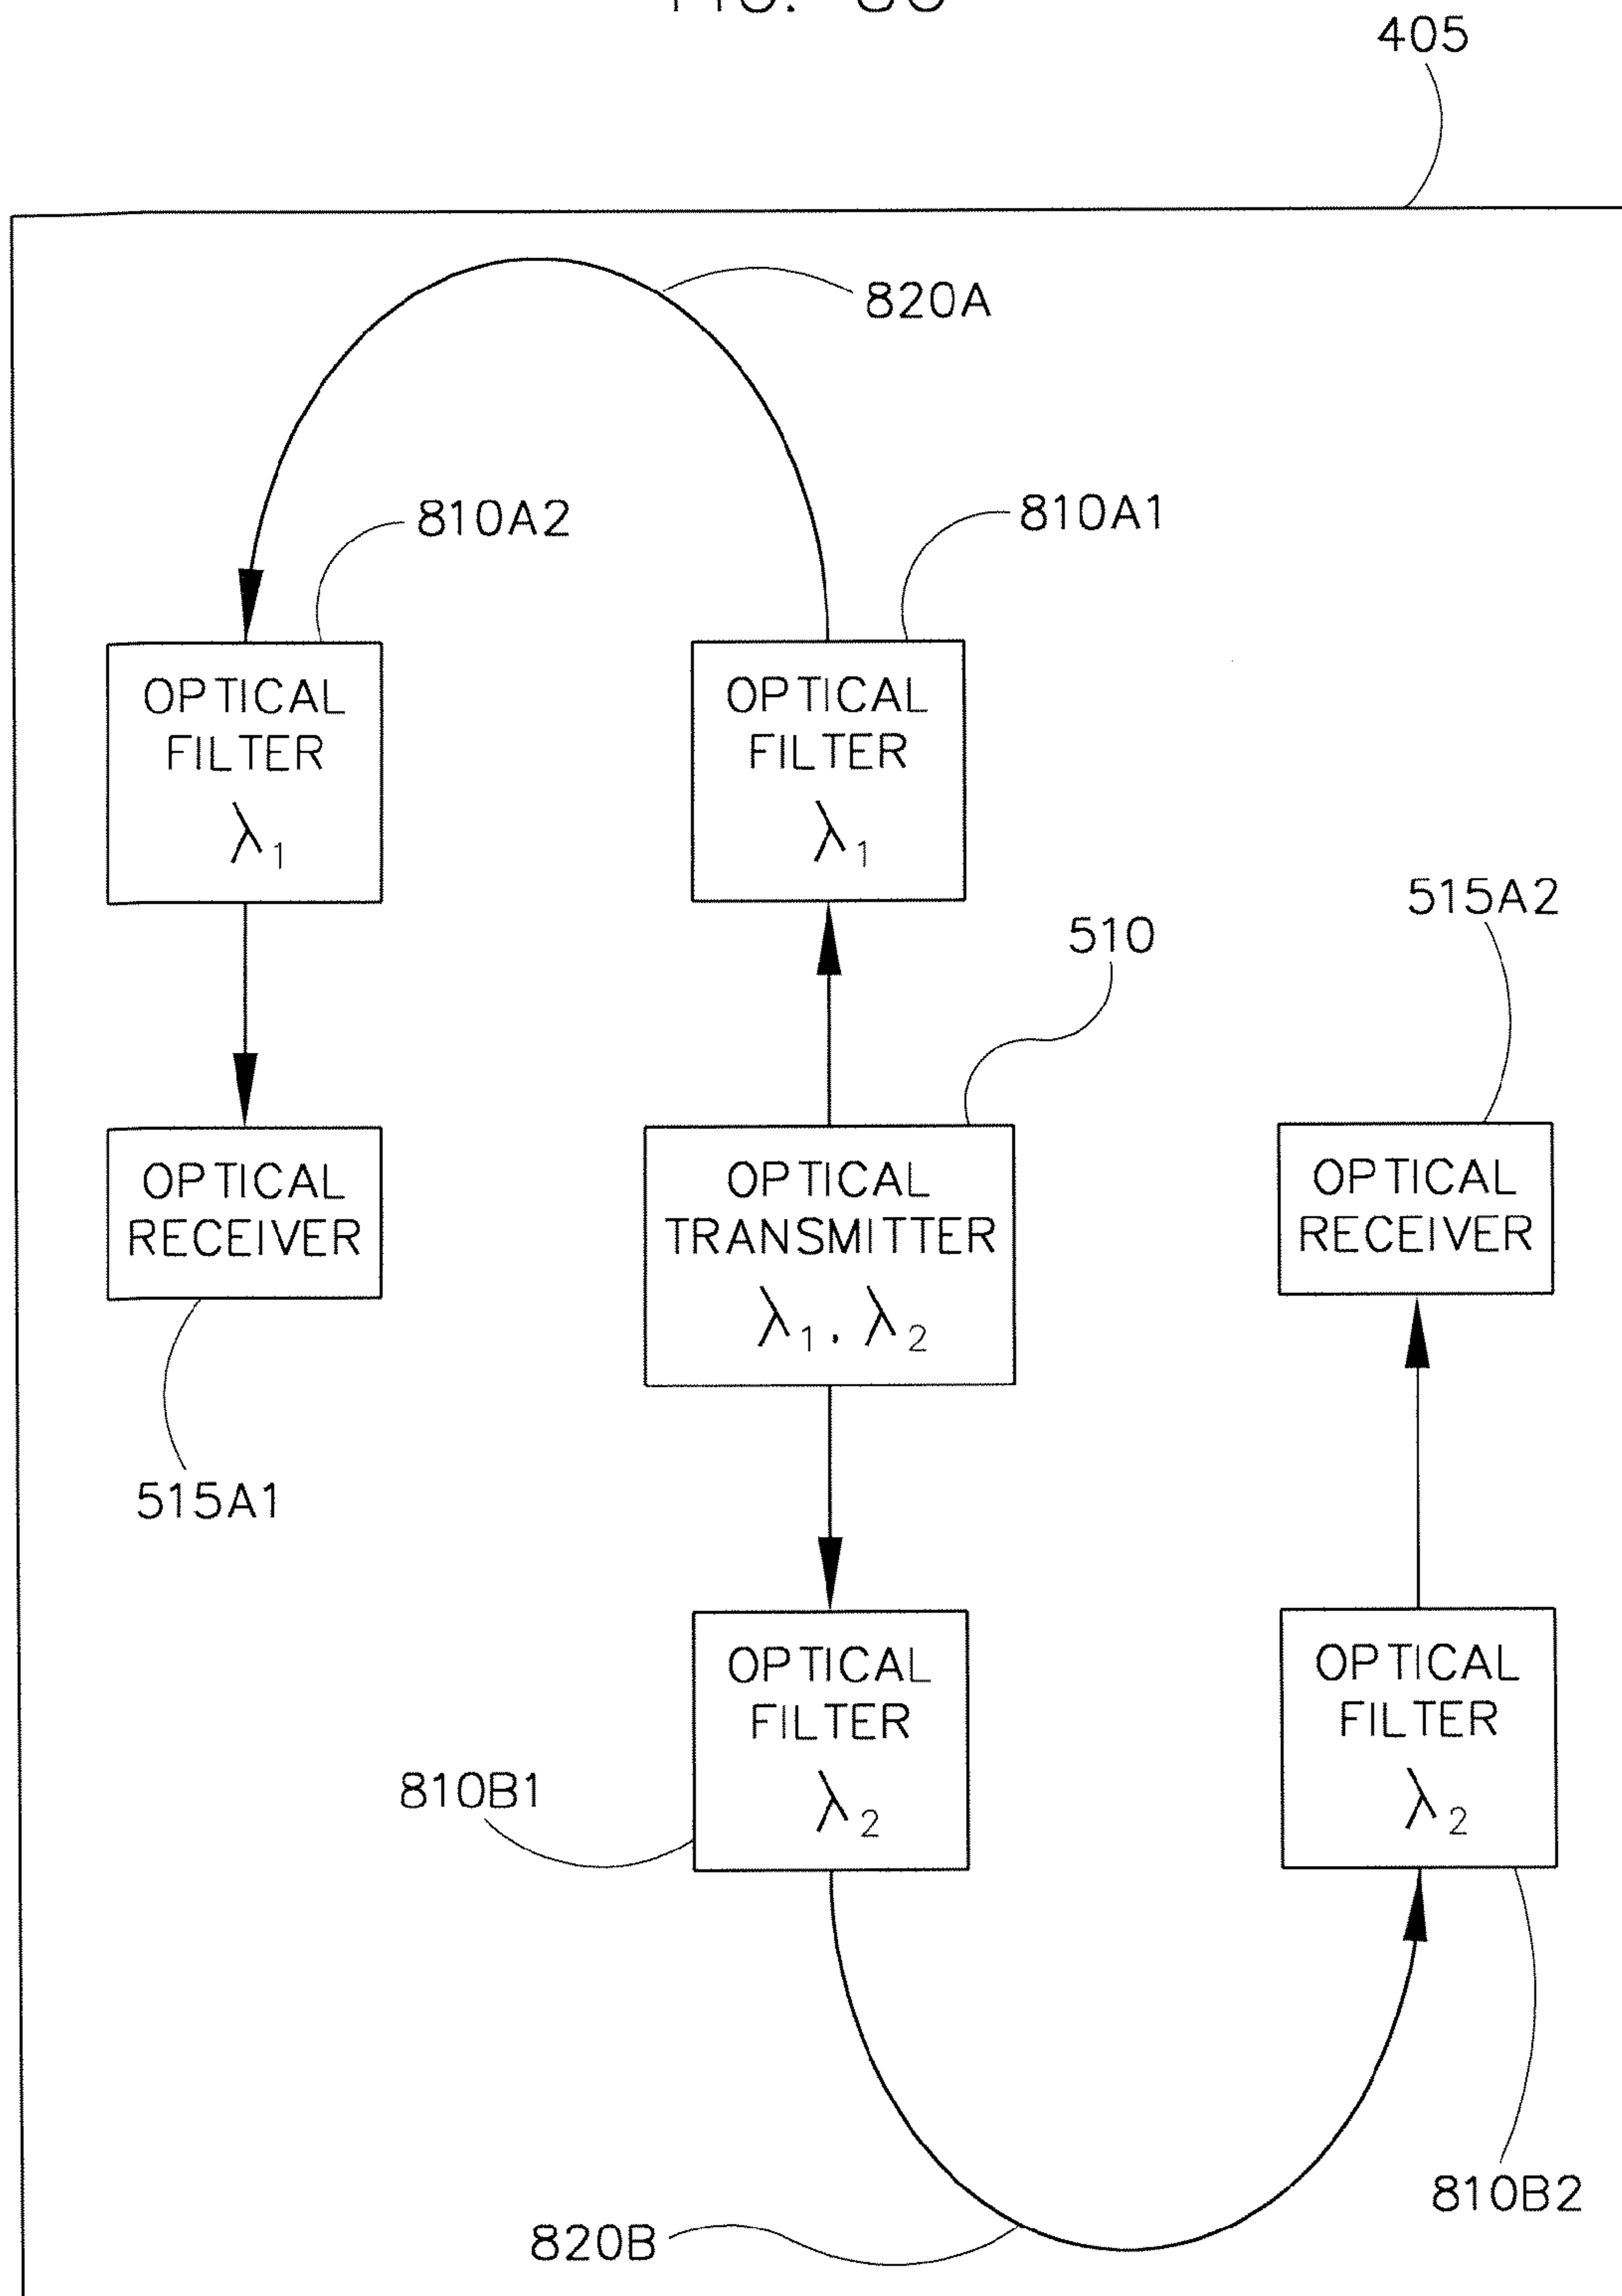 405
820A
810A2
810A1
OPTICAL
FILTER
λ1
OPTICAL
FILTER
λ1
515A2
510
OPTICAL
RECEIVER
OPTICAL
TRANSMITTER
λ1, λ2
OPTICAL
RECEIVER
515A1
OPTICAL
FILTER
λ2
OPTICAL
FILTER
λ2
810B1
810B2
820B